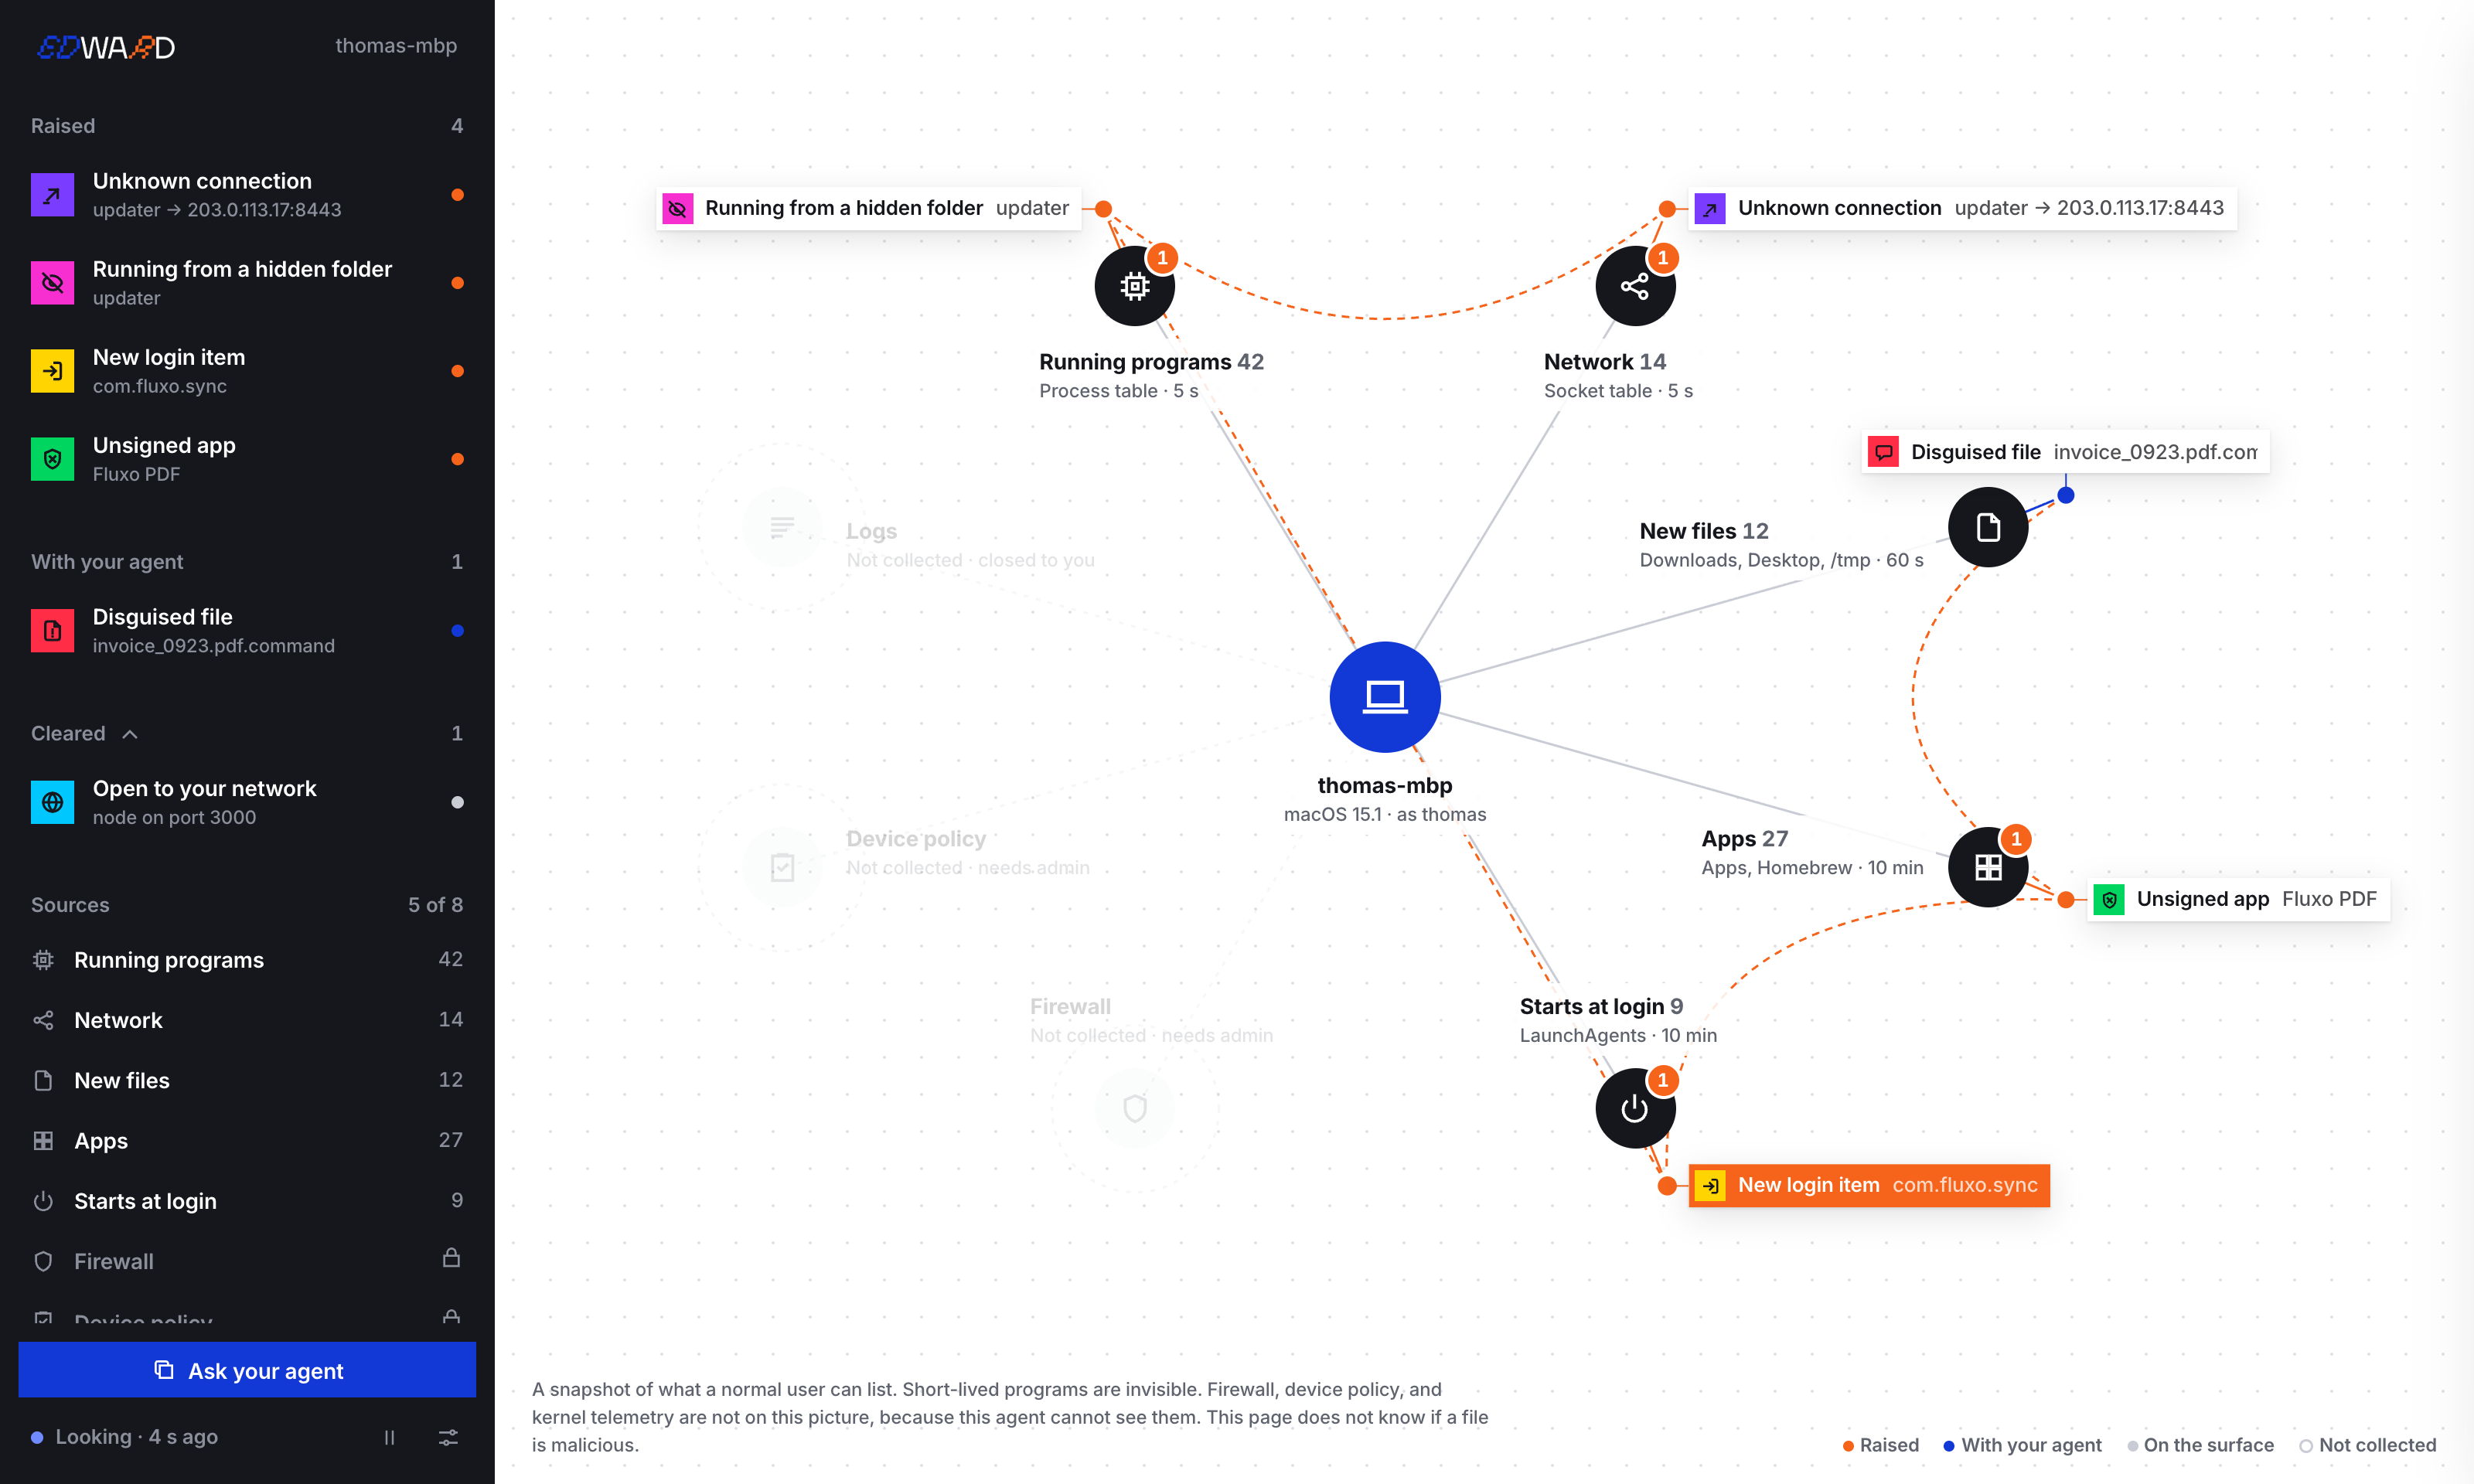 EDWARD
thomas-mbp
Raised 4
Unknown connection
updater → 203.0.113.17:8443
Running from a hidden folder
updater
New login item
com.fluxo.sync
Unsigned app
Fluxo PDF
With your agent 1
Disguised file
invoice_0923.pdf.command
Cleared 1
Open to your network
node on port 3000
Sources 5 of 8
Running programs 42
Network 14
New files 12
Apps 27
Starts at login 9
Firewall
Device policy
Ask your agent
Looking · 4 s ago
Running from a hidden folder updater
Unknown connection updater → 203.0.113.17:8443
1
1
Running programs 42
Process table · 5 s
Network 14
Socket table · 5 s
Disguised file invoice_0923.pdf.com
Logs
Not collected · closed to you
New files 12
Downloads, Desktop, /tmp · 60 s
thomas-mbp
macOS 15.1 · as thomas
Device policy
Not collected · needs admin
Apps 27
Apps, Homebrew · 10 min
1
Unsigned app Fluxo PDF
Firewall
Not collected · needs admin
Starts at login 9
LaunchAgents · 10 min
1
New login item com.fluxo.sync
A snapshot of what a normal user can list. Short-lived programs are invisible. Firewall, device policy, and
kernel telemetry are not on this picture, because this agent cannot see them. This page does not know if a file
is malicious.
Raised
With your agent
On the surface
Not collected